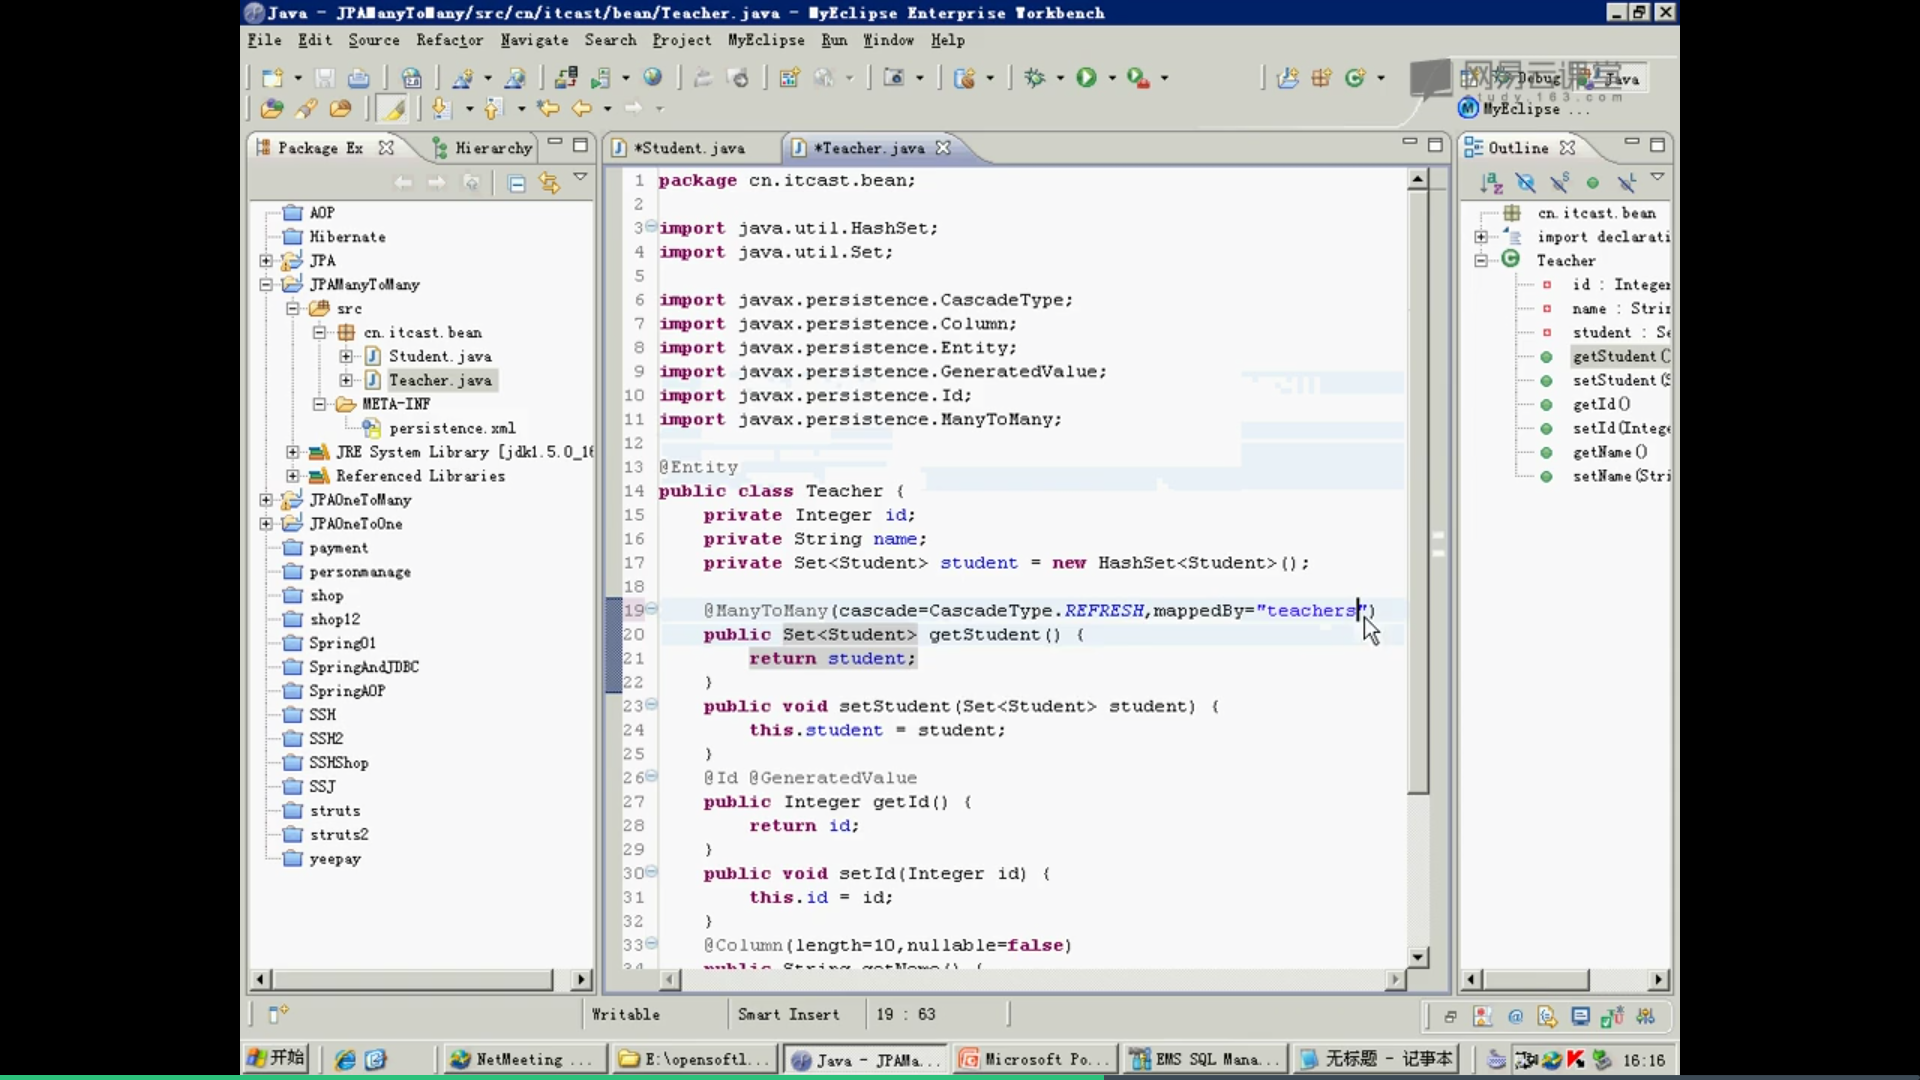 Java - JPAManyToMany/src/cn/itcast/bean/Teacher.java - MyEclipse Enterprise Workbench
File Edit Source Refactor Navigate Search Project MyEclipse Run Window Help
Debug Java
网易云课堂
study.163.com
MyEclipse ...
Package Ex Hierarchy
*Student.java *Teacher.java
Outline
AOP
Hibernate
JPA
JPAManyToMany
src
cn.itcast.bean
Student.java
Teacher.java
META-INF
persistence.xml
JRE System Library [jdk1.5.0_16
Referenced Libraries
JPAOneToMany
JPAOneToOne
payment
personmanage
shop
shop12
Spring01
SpringAndJDBC
SpringAOP
SSH
SSH2
SSHShop
SSJ
struts
struts2
yeepay
1 package cn.itcast.bean;
2
3 import java.util.HashSet;
4 import java.util.Set;
5
6 import javax.persistence.CascadeType;
7 import javax.persistence.Column;
8 import javax.persistence.Entity;
9 import javax.persistence.GeneratedValue;
10 import javax.persistence.Id;
11 import javax.persistence.ManyToMany;
12
13 @Entity
14 public class Teacher {
15 private Integer id;
16 private String name;
17 private Set<Student> student = new HashSet<Student>();
18
19 @ManyToMany(cascade=CascadeType.REFRESH,mappedBy="teachers")
20 public Set<Student> getStudent() {
21 return student;
22 }
23 public void setStudent(Set<Student> student) {
24 this.student = student;
25 }
26 @Id @GeneratedValue
27 public Integer getId() {
28 return id;
29 }
30 public void setId(Integer id) {
31 this.id = id;
32 }
33 @Column(length=10,nullable=false)
34 public String getName() {
cn.itcast.bean
import declarati
Teacher
id : Integer
name : Strin
student : Se
getStudent()
setStudent(S
getId()
setId(Intege
getName()
setName(Stri
Writable Smart Insert 19 : 63
开始 NetMeeting ... E:\opensoftl... Java - JPAMa... Microsoft Po... EMS SQL Mana... 无标题 - 记事本 16:16